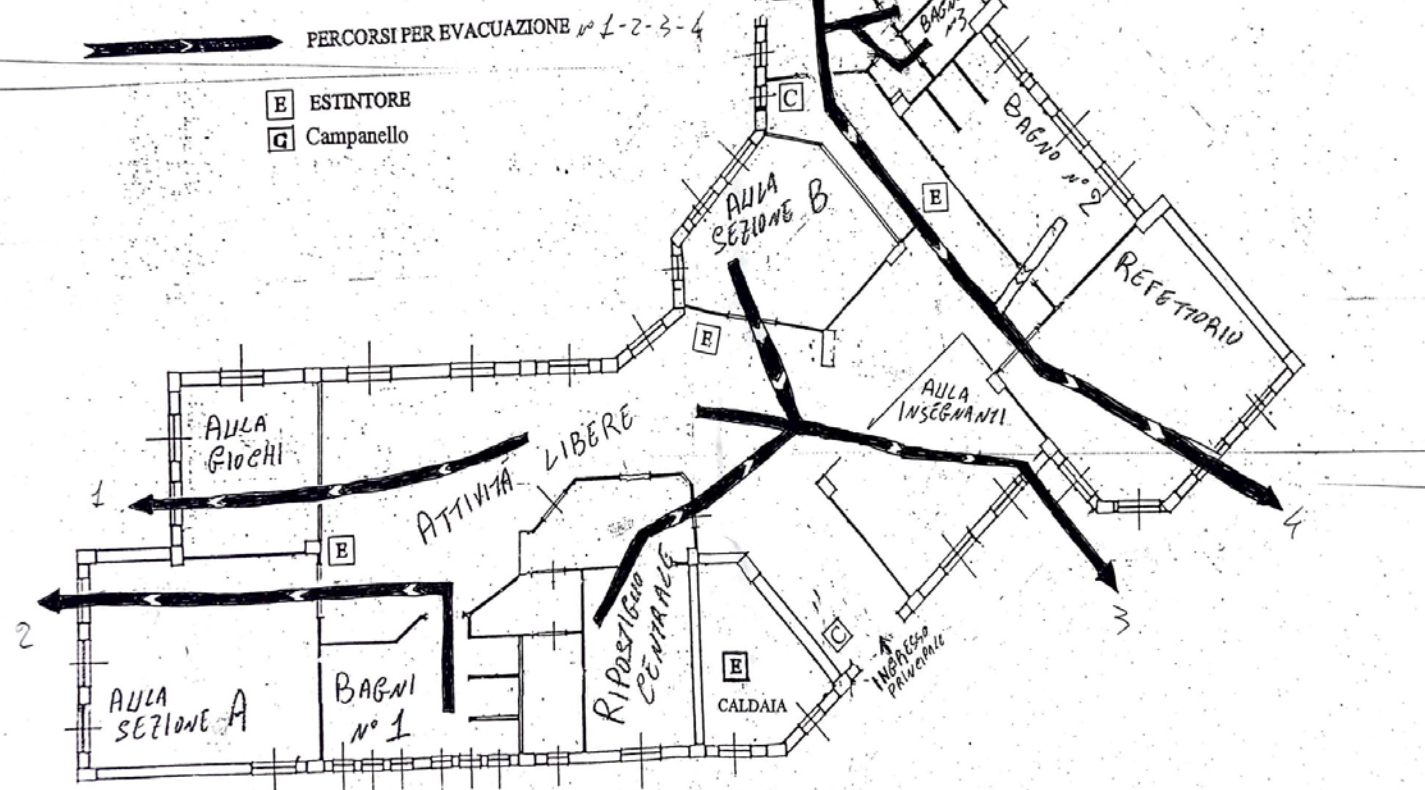 PERCORSI PER EVACUAZIONE n° 1-2-3-4
E ESTINTORE
C Campanello
BAGNO
n°3
C
BAGNO n° 2
E
AULA
SEZIONE B
REFETTORIO
E
AULA
INSEGNANTI
AULA
GIOCHI
ATTIVITÀ LIBERE
1
E
4
2
3
RIPOSTIGLIO
CENTRALE
C
INGRESSO
PRINCIPALE
E
CALDAIA
AULA
SEZIONE A
BAGNI
N° 1